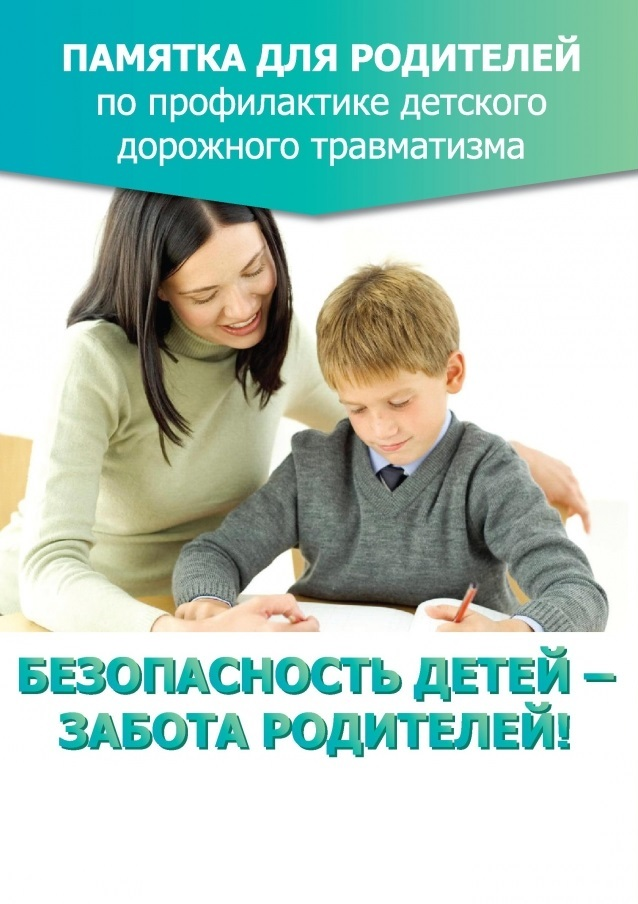 ПАМЯТКА ДЛЯ РОДИТЕЛЕЙ
по профилактике детского
дорожного травматизма
БЕЗОПАСНОСТЬ ДЕТЕЙ –
ЗАБОТА РОДИТЕЛЕЙ!